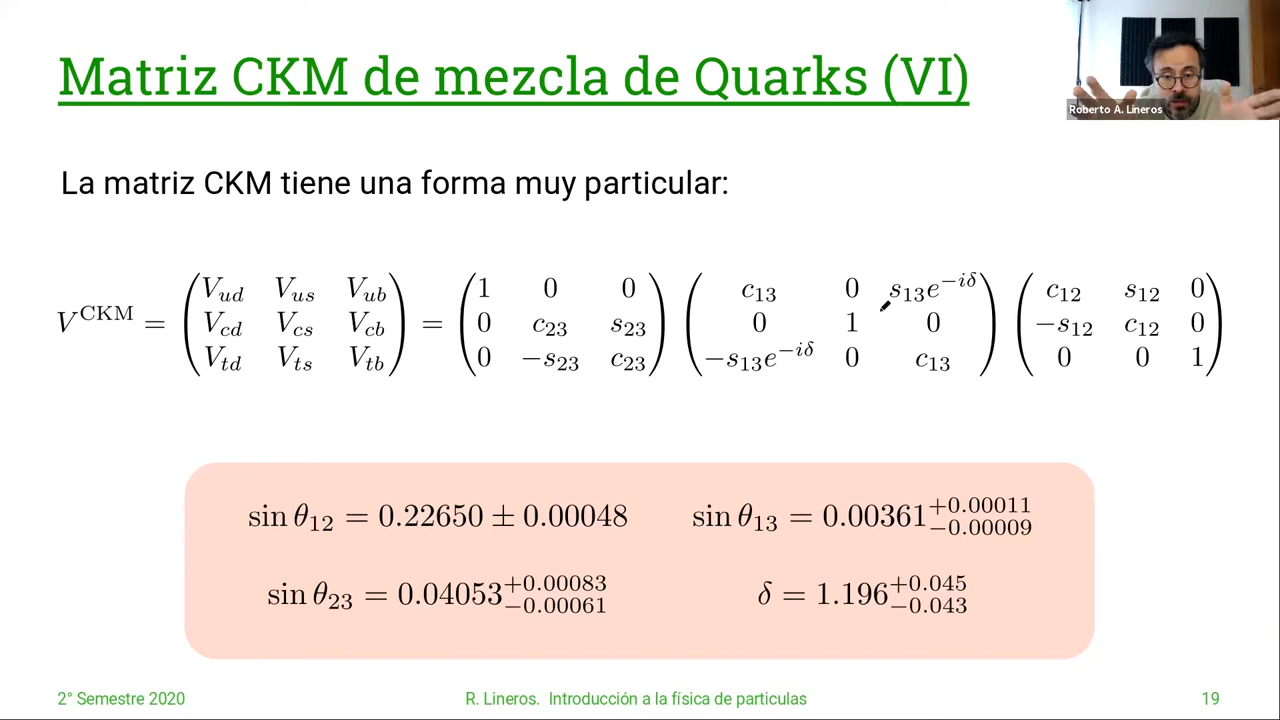 Matriz CKM de mezcla de Quarks (VI)
Roberto A. Lineros
La matriz CKM tiene una forma muy particular:
V^CKM = ( V_ud V_us V_ub ; V_cd V_cs V_cb ; V_td V_ts V_tb ) = ( 1 0 0 ; 0 c_23 s_23 ; 0 −s_23 c_23 ) ( c_13 0 s_13 e^−iδ ; 0 1 0 ; −s_13 e^−iδ 0 c_13 ) ( c_12 s_12 0 ; −s_12 c_12 0 ; 0 0 1 )
sin θ_12 = 0.22650 ± 0.00048 sin θ_13 = 0.00361 +0.00011 −0.00009
sin θ_23 = 0.04053 +0.00083 −0.00061 δ = 1.196 +0.045 −0.043
2° Semestre 2020 R. Lineros. Introducción a la física de particulas 19